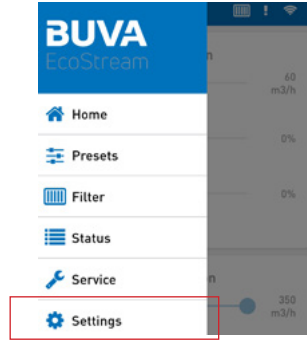 BUVA
EcoStream
Home
Presets
Filter
Status
Service
Settings
60
m3/h
0%
0%
350
m3/h